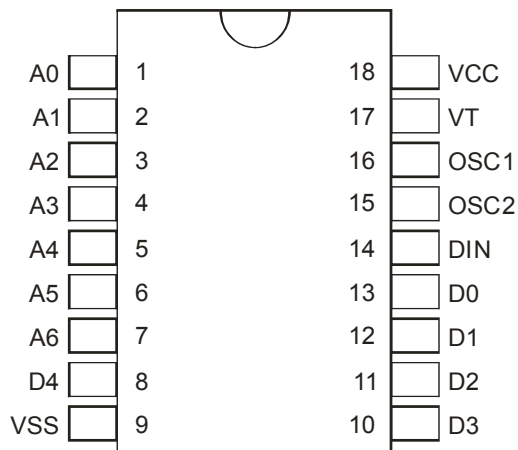 A0 1 18 VCC
A1 2 17 VT
A2 3 16 OSC1
A3 4 15 OSC2
A4 5 14 DIN
A5 6 13 D0
A6 7 12 D1
D4 8 11 D2
VSS 9 10 D3